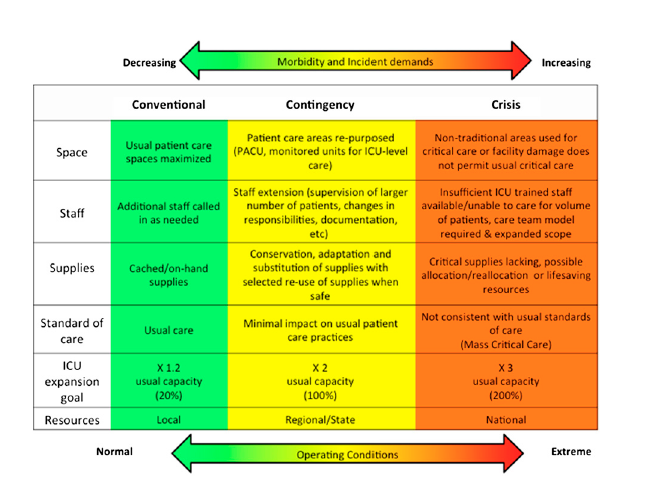 Decreasing Morbidity and Incident demands Increasing
Conventional Contingency Crisis
Space
Usual patient care
spaces maximized
Patient care areas re-purposed
(PACU, monitored units for ICU-level
care)
Non-traditional areas used for
critical care or facility damage does
not permit usual critical care
Staff
Additional staff called
in as needed
Staff extension (supervision of larger
number of patients, changes in
responsibilities, documentation,
etc)
Insufficient ICU trained staff
available/unable to care for volume
of patients, care team model
required & expanded scope
Supplies
Cached/on-hand
supplies
Conservation, adaptation and
substitution of supplies with
selected re-use of supplies when
safe
Critical supplies lacking, possible
allocation/reallocation or lifesaving
resources
Standard of
care
Usual care
Minimal impact on usual patient
care practices
Not consistent with usual standards
of care
(Mass Critical Care)
ICU
expansion
goal
X 1.2
usual capacity
(20%)
X 2
usual capacity
(100%)
X 3
usual capacity
(200%)
Resources Local Regional/State National
Normal Operating Conditions Extreme